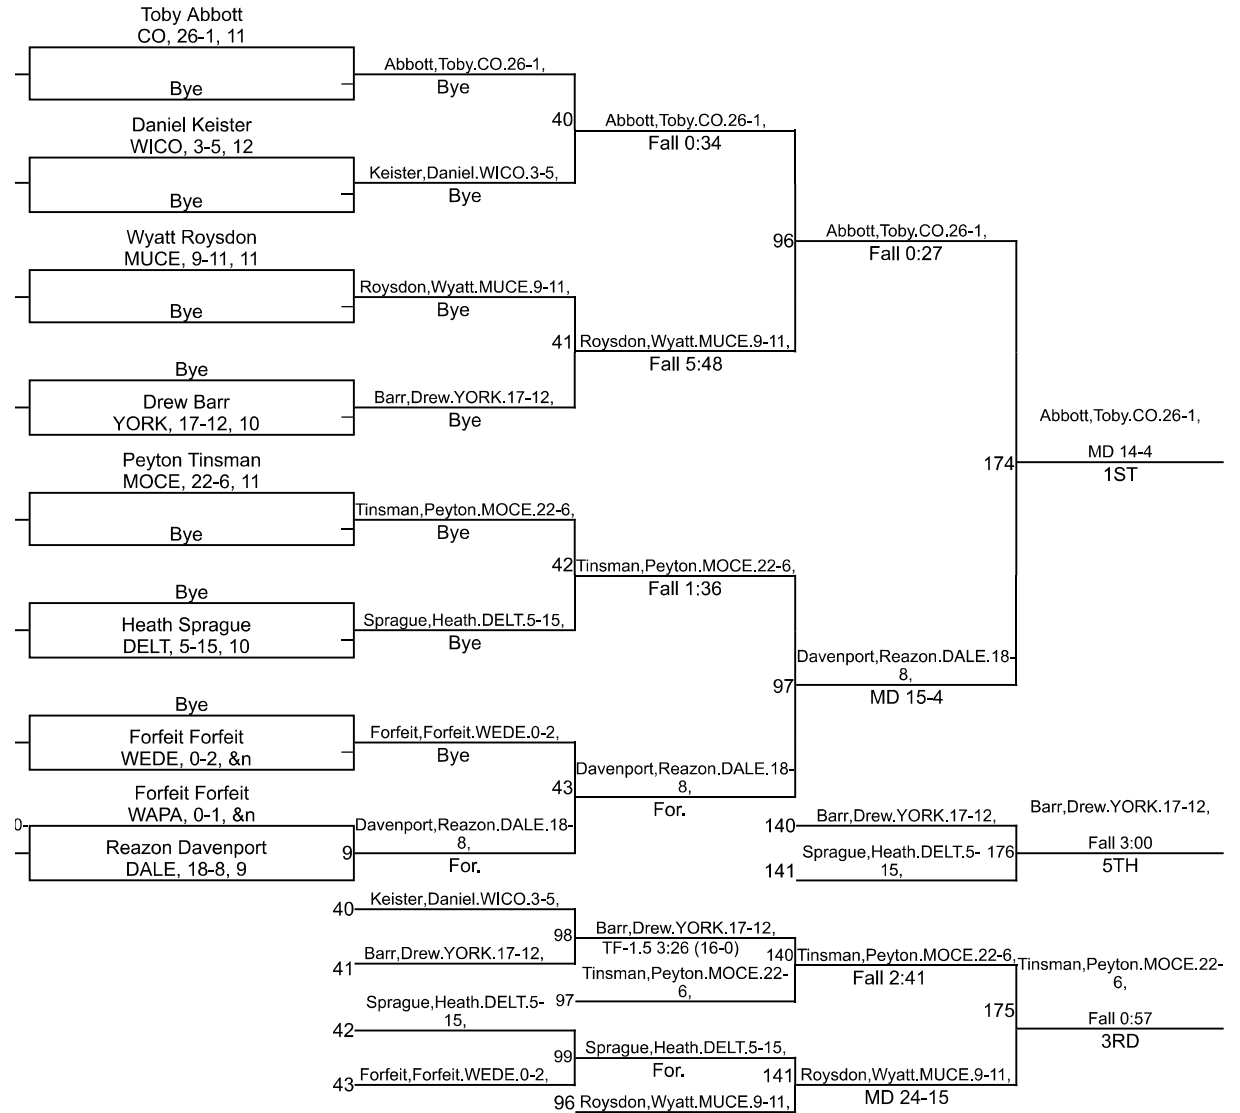 Toby Abbott
CO, 26-1, 11
Bye
Abbott,Toby.CO.26-1,
Bye
Daniel Keister
WICO, 3-5, 12
Bye
40
Abbott,Toby.CO.26-1,
Fall 0:34
Keister,Daniel.WICO.3-5,
Bye
Wyatt Roysdon
MUCE, 9-11, 11
Bye
96
Abbott,Toby.CO.26-1,
Fall 0:27
Roysdon,Wyatt.MUCE.9-11,
Bye
41
Roysdon,Wyatt.MUCE.9-11,
Fall 5:48
Bye
Drew Barr
YORK, 17-12, 10
Barr,Drew.YORK.17-12,
Bye
Abbott,Toby.CO.26-1,
174
MD 14-4
1ST
Peyton Tinsman
MOCE, 22-6, 11
Bye
Tinsman,Peyton.MOCE.22-6,
Bye
42
Tinsman,Peyton.MOCE.22-6,
Fall 1:36
Bye
Heath Sprague
DELT, 5-15, 10
Sprague,Heath.DELT.5-15,
Bye
97
Davenport,Reazon.DALE.18-
8,
MD 15-4
Bye
Forfeit Forfeit
WEDE, 0-2, &n
Forfeit,Forfeit.WEDE.0-2,
Bye
43
Davenport,Reazon.DALE.18-
8,
For.
Forfeit Forfeit
WAPA, 0-1, &n
0-
Reazon Davenport
DALE, 18-8, 9
9
Davenport,Reazon.DALE.18-
8,
For.
140
Barr,Drew.YORK.17-12,
141
Sprague,Heath.DELT.5-
15,
176
Barr,Drew.YORK.17-12,
Fall 3:00
5TH
40
Keister,Daniel.WICO.3-5,
98
Barr,Drew.YORK.17-12,
TF-1.5 3:26 (16-0)
41
Barr,Drew.YORK.17-12,
140
Tinsman,Peyton.MOCE.22-6,
Fall 2:41
97
Tinsman,Peyton.MOCE.22-
6,
Tinsman,Peyton.MOCE.22-
6,
175
Fall 0:57
3RD
42
Sprague,Heath.DELT.5-
15,
99
Sprague,Heath.DELT.5-15,
For.
43
Forfeit,Forfeit.WEDE.0-2,
141
Roysdon,Wyatt.MUCE.9-11,
MD 24-15
96
Roysdon,Wyatt.MUCE.9-11,